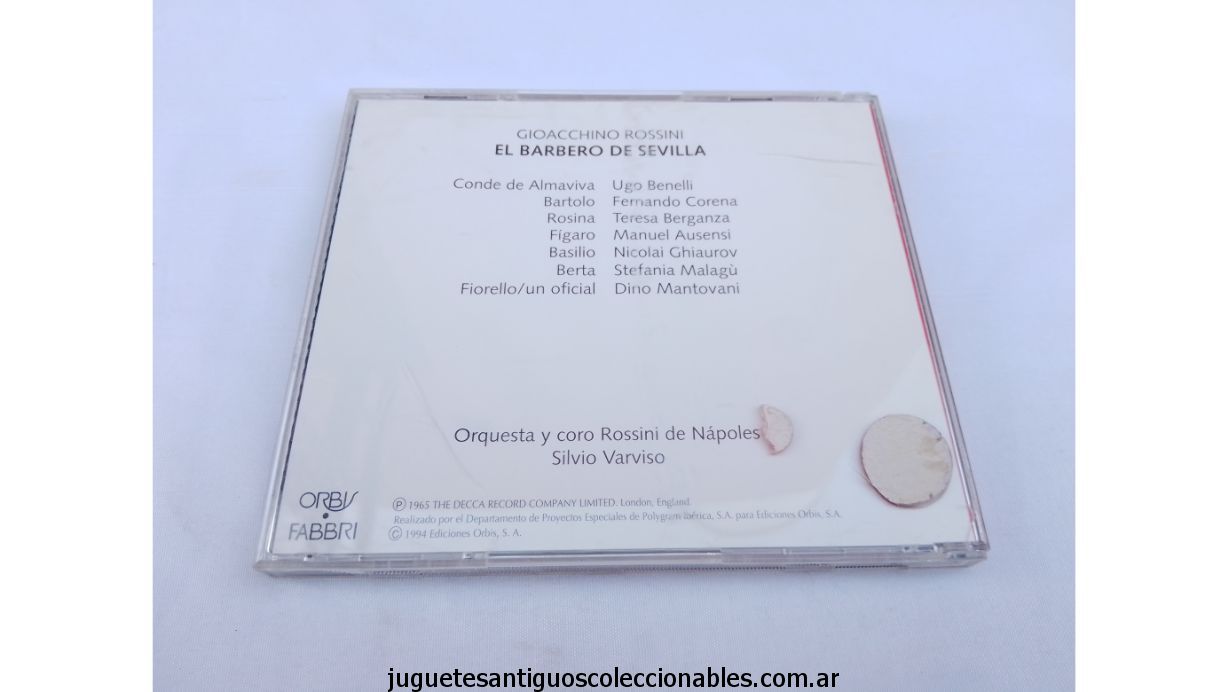 GIOACCHINO ROSSINI
EL BARBERO DE SEVILLA
Conde de Almaviva Ugo Benelli
Bartolo Fernando Corena
Rosina Teresa Berganza
Fígaro Manuel Ausensi
Basilio Nicolai Ghiaurov
Berta Stefania Malagù
Fiorello/un oficial Dino Mantovani
Orquesta y coro Rossini de Nápoles
Silvio Varviso
ORBIS
FABBRI
Ⓟ 1965 THE DECCA RECORD COMPANY LIMITED. London, England.
Realizado por el Departamento de Proyectos Especiales de Polygram Ibérica, S.A. para Ediciones Orbis, S.A.
© 1994 Ediciones Orbis, S. A.
juguetesantiguoscoleccionables.com.ar